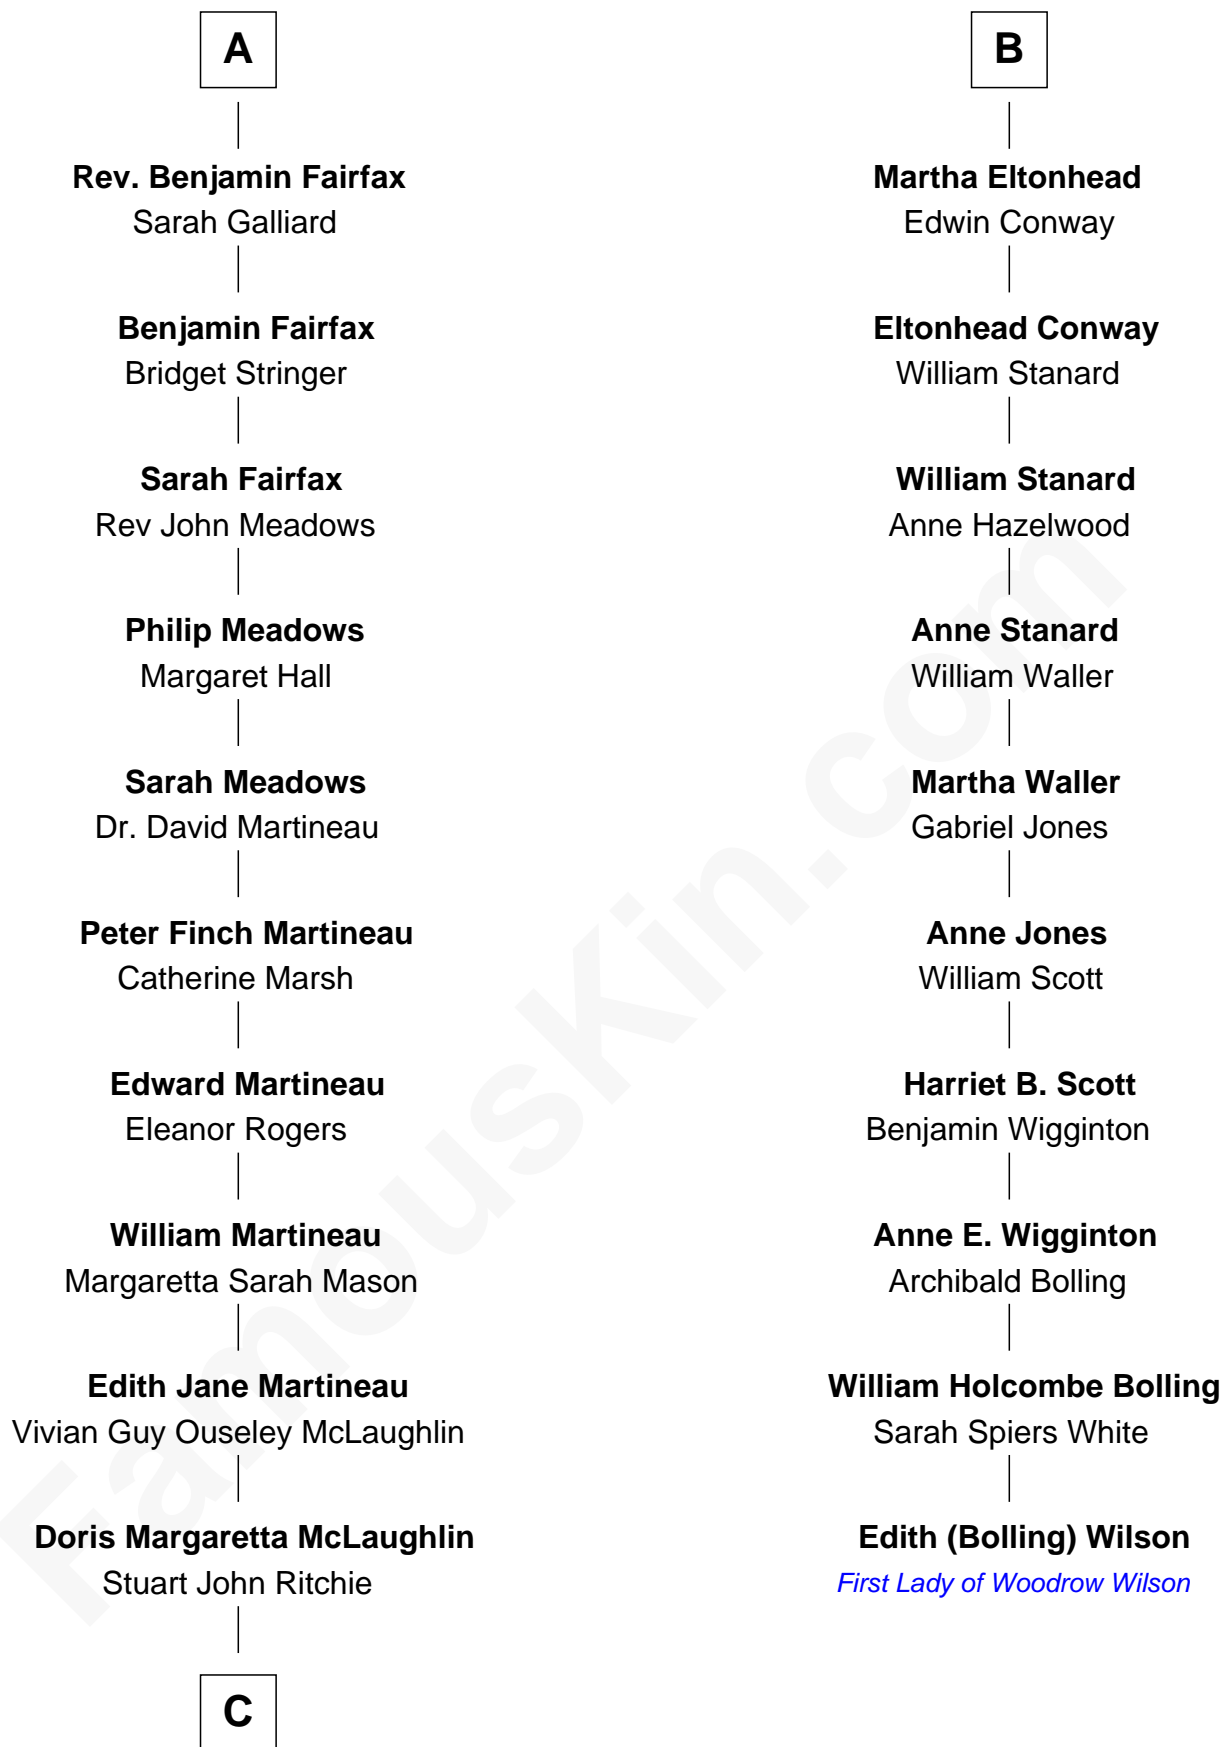 A
Rev. Benjamin Fairfax
Sarah Galliard
Benjamin Fairfax
Bridget Stringer
Sarah Fairfax
Rev John Meadows
Philip Meadows
Margaret Hall
Sarah Meadows
Dr. David Martineau
Peter Finch Martineau
Catherine Marsh
Edward Martineau
Eleanor Rogers
William Martineau
Margaretta Sarah Mason
Edith Jane Martineau
Vivian Guy Ouseley McLaughlin
Doris Margaretta McLaughlin
Stuart John Ritchie
C
B
Martha Eltonhead
Edwin Conway
Eltonhead Conway
William Stanard
William Stanard
Anne Hazelwood
Anne Stanard
William Waller
Martha Waller
Gabriel Jones
Anne Jones
William Scott
Harriet B. Scott
Benjamin Wigginton
Anne E. Wigginton
Archibald Bolling
William Holcombe Bolling
Sarah Spiers White
Edith (Bolling) Wilson
First Lady of Woodrow Wilson
FamousKin.com